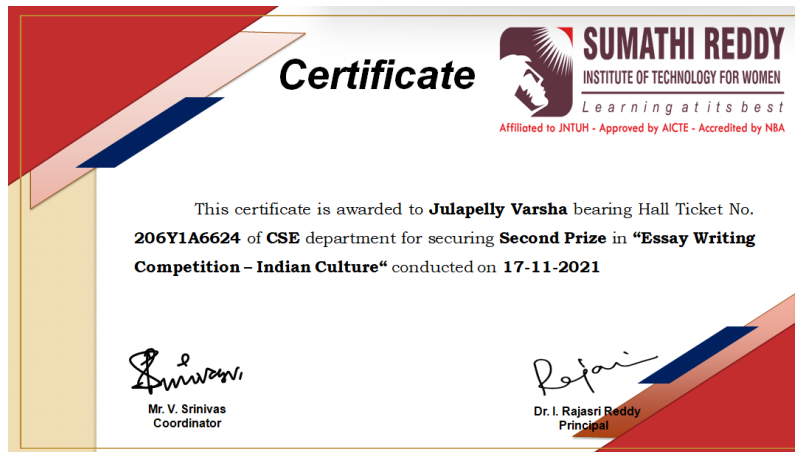 Certificate
SUMATHI REDDY
INSTITUTE OF TECHNOLOGY FOR WOMEN
Learning at its best
Affiliated to JNTUH - Approved by AICTE - Accredited by NBA
This certificate is awarded to Julapelly Varsha bearing Hall Ticket No.
206Y1A6624 of CSE department for securing Second Prize in “Essay Writing
Competition – Indian Culture“ conducted on 17-11-2021
Srinivas
Rajasri
Mr. V. Srinivas
Coordinator
Dr. I. Rajasri Reddy
Principal